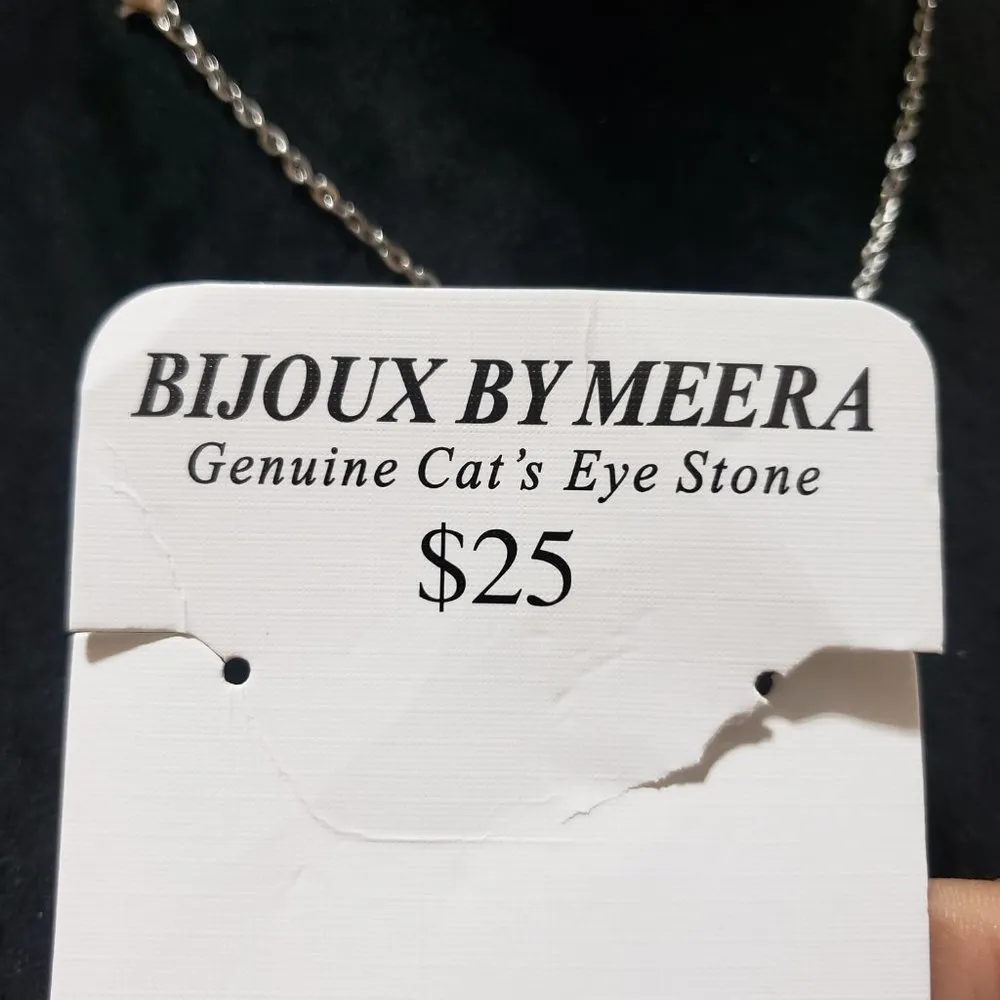 BIJOUX BY MEERA
Genuine Cat's Eye Stone
$25